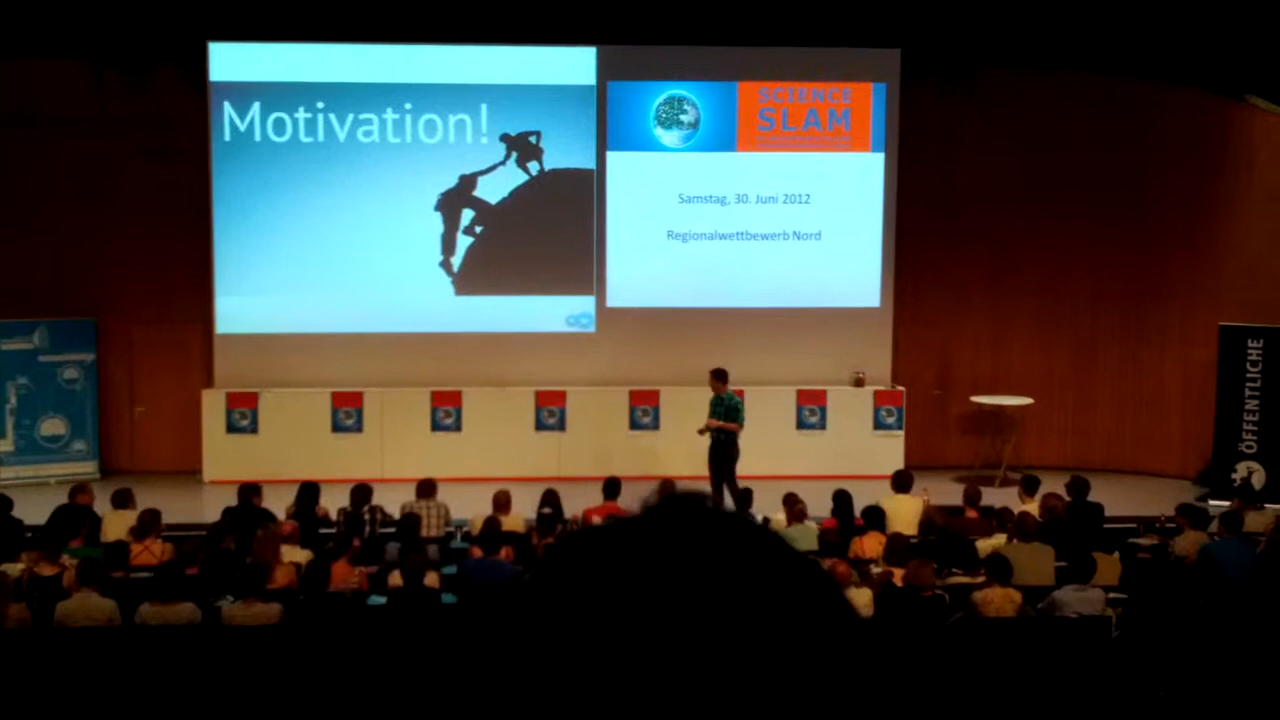 Motivation!
SCIENCE
SLAM
Samstag, 30. Juni 2012
Regionalwettbewerb Nord
ÖFFENTLICHE